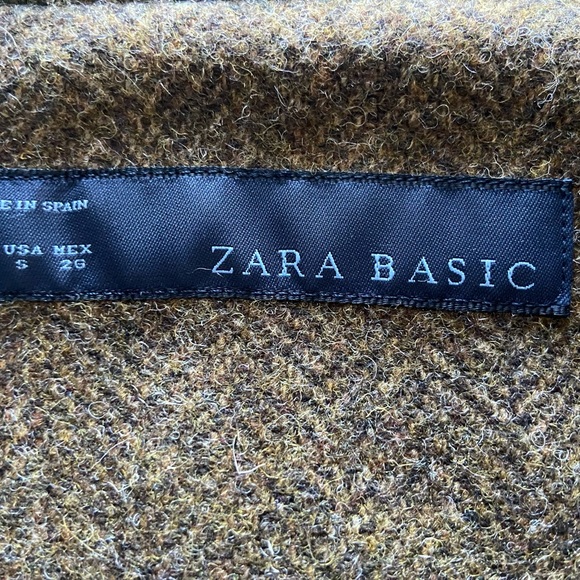 E IN SPAIN
USA MEX
S 26
ZARA BASIC